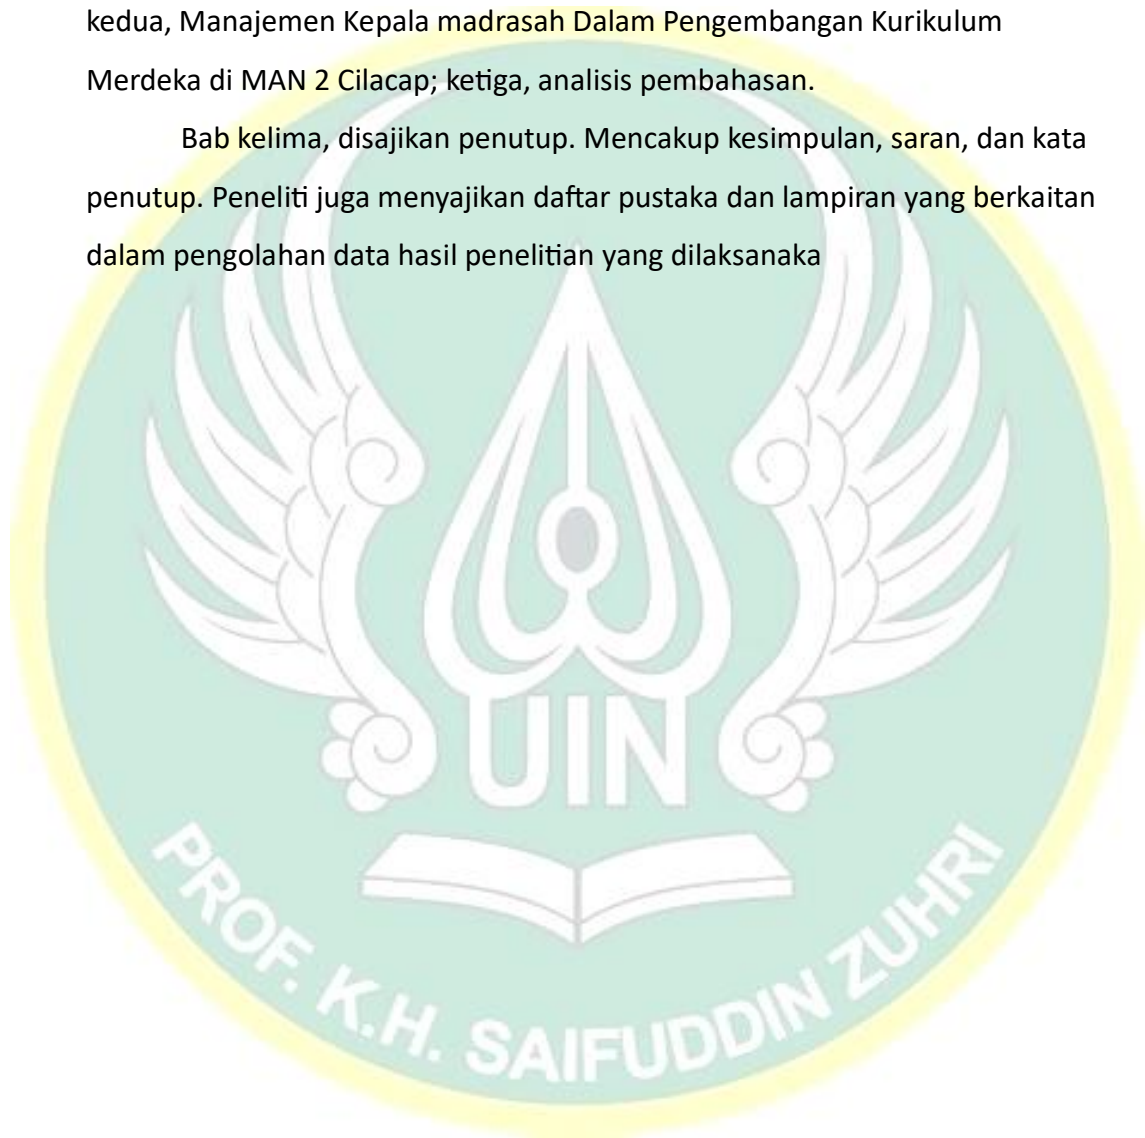 kedua, Manajemen Kepala madrasah Dalam Pengembangan Kurikulum
Merdeka di MAN 2 Cilacap; ketiga, analisis pembahasan.
Bab kelima, disajikan penutup. Mencakup kesimpulan, saran, dan kata
penutup. Peneliti juga menyajikan daftar pustaka dan lampiran yang berkaitan
dalam pengolahan data hasil penelitian yang dilaksanaka
UIN
PROF. K.H. SAIFUDDIN ZUHRI